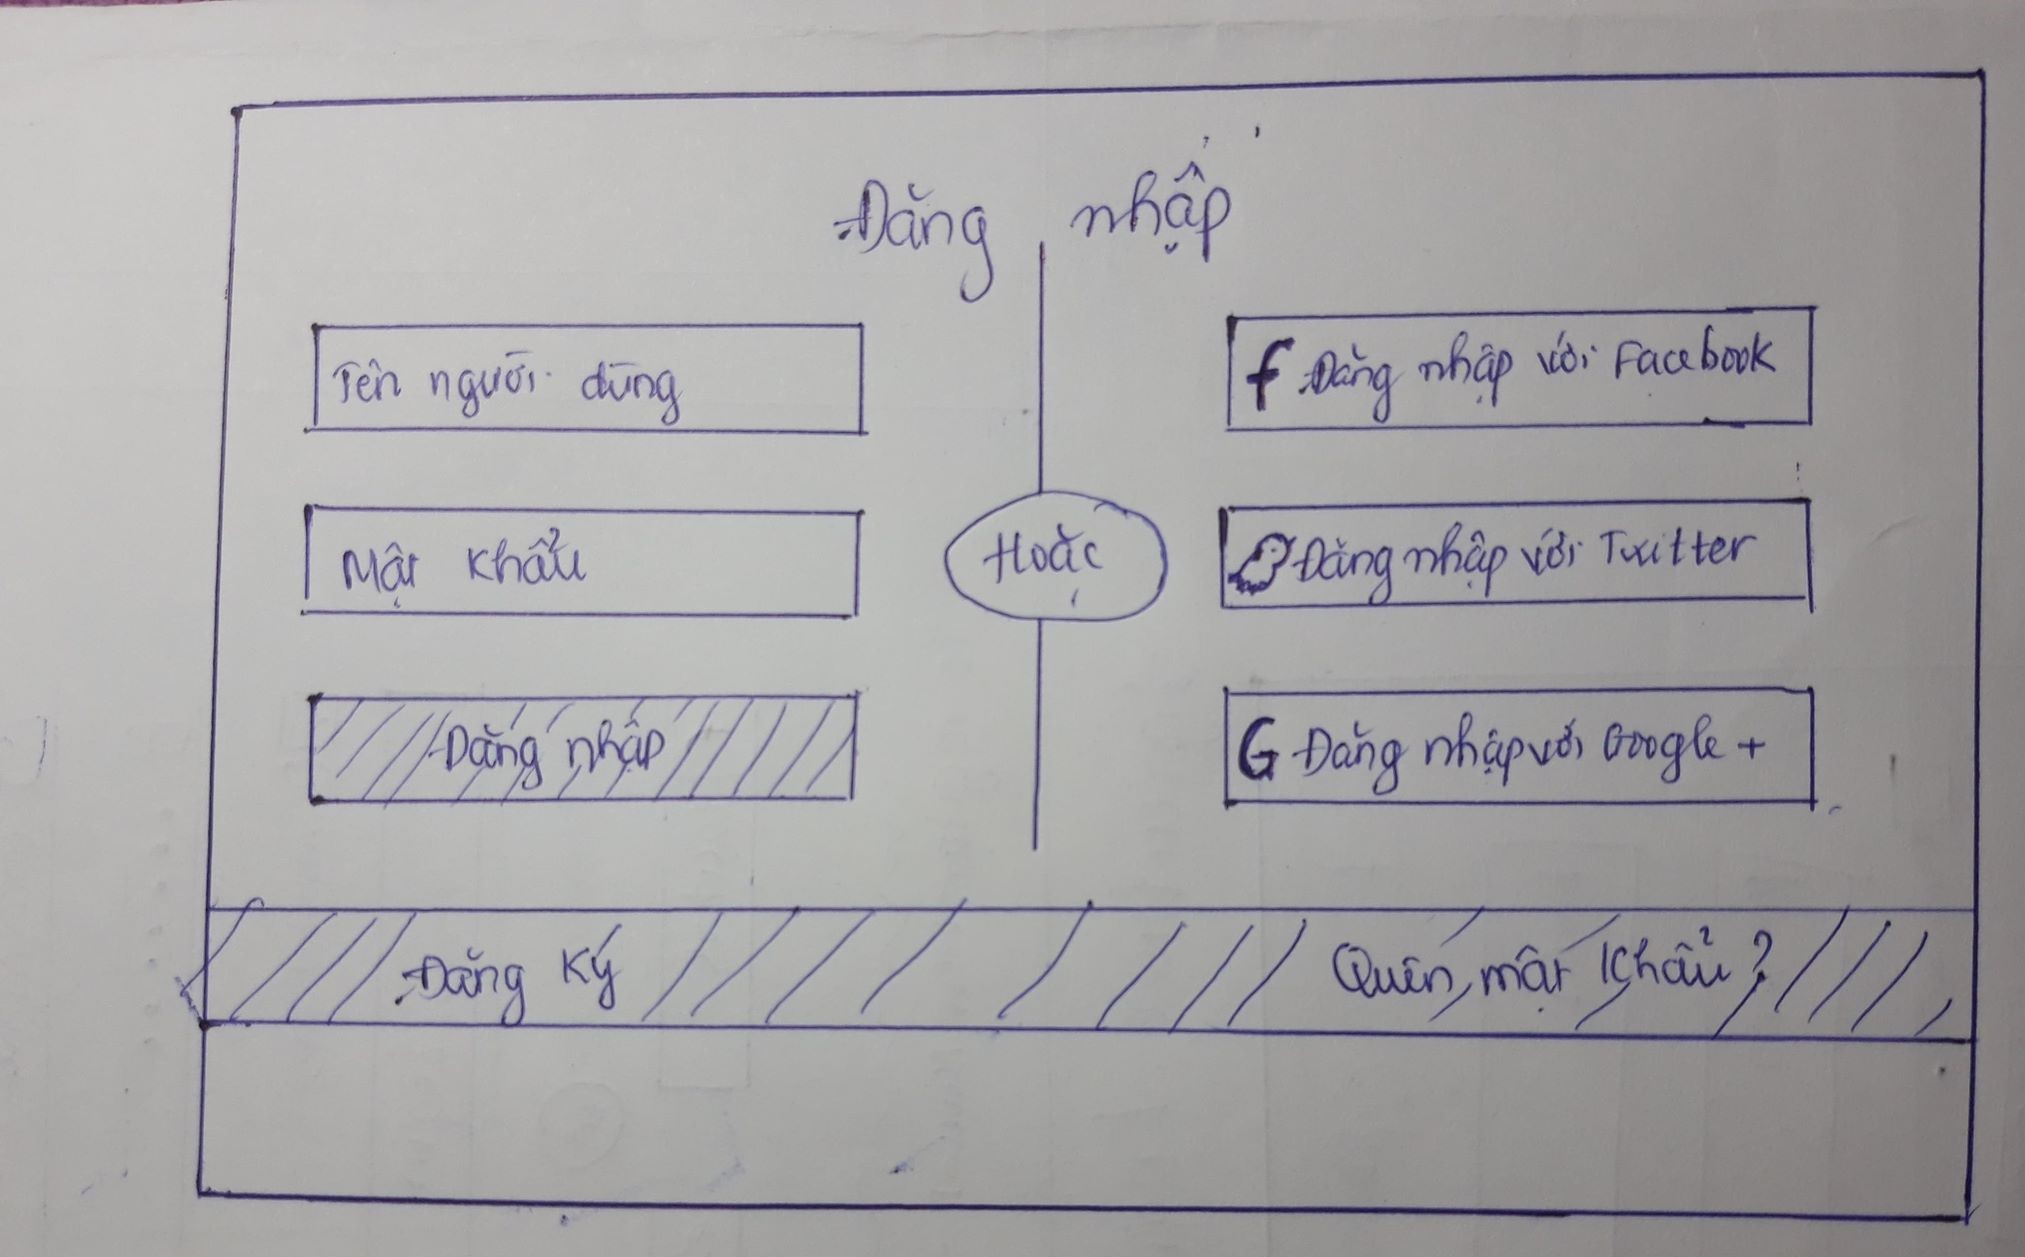 Đăng nhập
Tên người dùng
Mật khẩu
Đăng nhập
Hoặc
f Đăng nhập với Facebook
Đăng nhập với Twitter
G Đăng nhập với Google +
Đăng Ký
Quên mật khẩu?